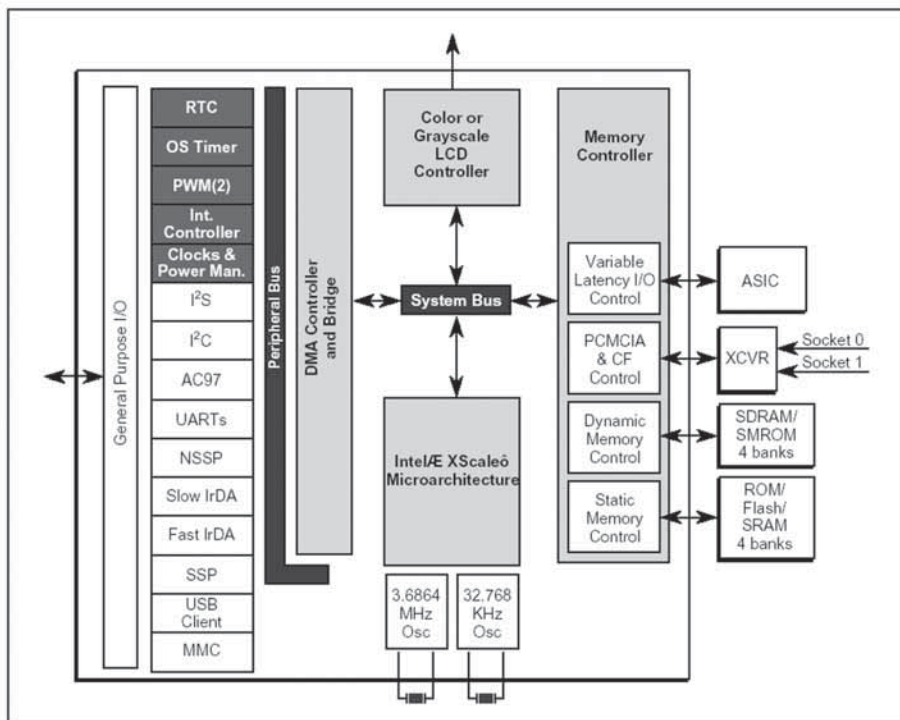 General Purpose I/O
RTC
OS Timer
PWM(2)
Int.
Controller
Clocks &
Power Man.
I²S
I²C
AC97
UARTs
NSSP
Slow IrDA
Fast IrDA
SSP
USB
Client
MMC
Peripheral Bus
DMA Controller
and Bridge
Color or
Grayscale
LCD
Controller
System Bus
IntelÆ XScaleô
Microarchitecture
3.6864
MHz
Osc
32.768
KHz
Osc
Memory
Controller
Variable
Latency I/O
Control
PCMCIA
& CF
Control
Dynamic
Memory
Control
Static
Memory
Control
ASIC
XCVR
Socket 0
Socket 1
SDRAM/
SMROM
4 banks
ROM/
Flash/
SRAM
4 banks